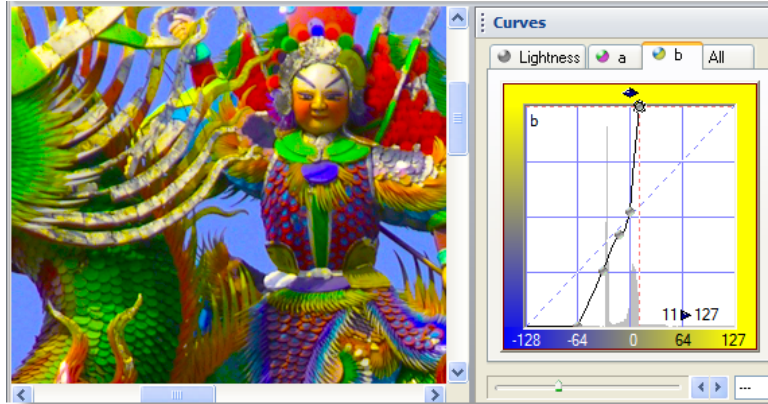 Curves
Lightness a b All
b
11 ▶ 127
-128 -64 0 64 127
---